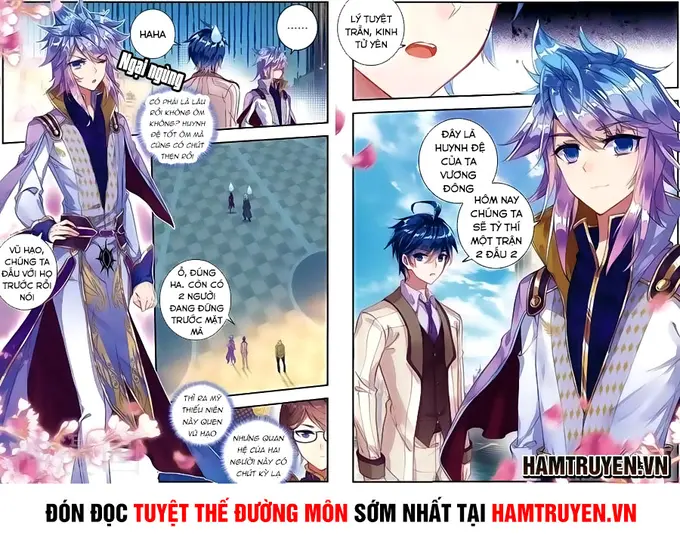 HAHA
......
Ngại ngùng
CÓ PHẢI LÀ LÂU
RỒI KHÔNG ÔM
KHÔNG? HUYNH
ĐỆ TỐT ÔM MÀ
CŨNG CÓ CHÚT
THẸN RỒI
VŨ HẠO,
CHÚNG TA
ĐẤU VỚI HỌ
TRƯỚC RỒI
NÓI
Ồ, ĐÚNG
HA. CÒN CÓ
2 NGƯỜI
ĐANG ĐỨNG
TRƯỚC MẶT
MÀ
THÌ RA MỸ
THIẾU NIÊN
NÀY QUEN
VŨ HẠO
NHƯNG QUAN
HỆ CỦA HAI
NGƯỜI NÀY CÓ
CHÚT KỲ LẠ
LÝ TUYỆT
TRẦN, KINH
TỬ YÊN
ĐÂY LÀ
HUYNH ĐỆ
CỦA TA
VƯƠNG
ĐÔNG
HÔM NAY
CHÚNG TA
SẼ TỶ THÍ
MỘT TRẬN
2 ĐẤU 2
HAMTRUYEN.VN
ĐÓN ĐỌC TUYỆT THẾ ĐƯỜNG MÔN SỚM NHẤT TẠI HAMTRUYEN.VN